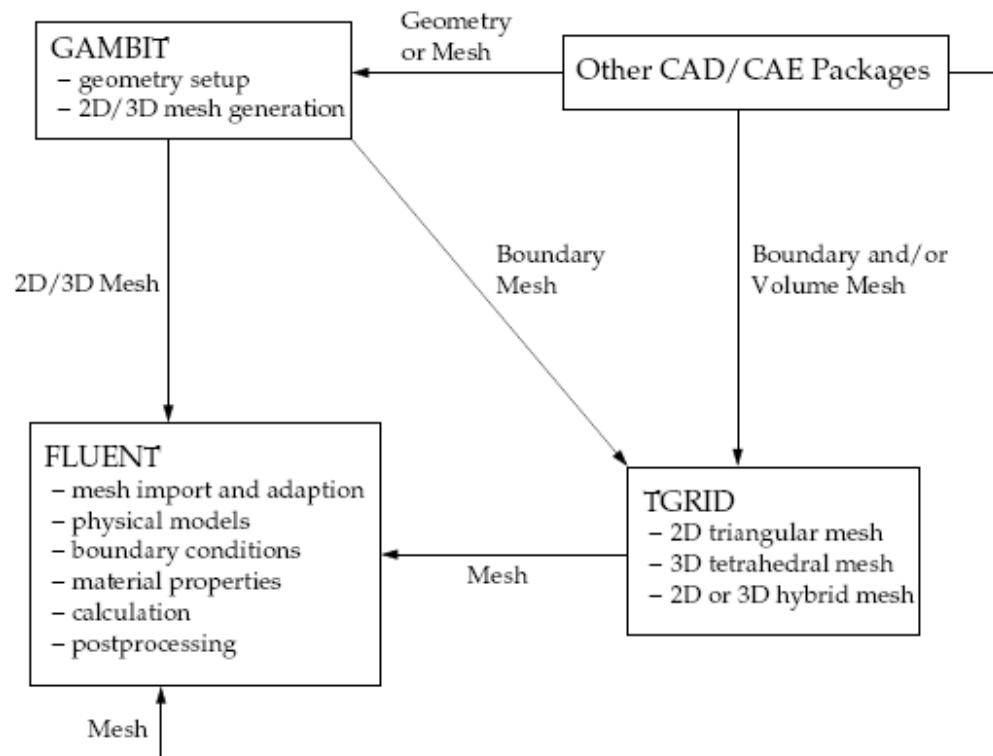 GAMBIT
– geometry setup
– 2D/3D mesh generation
Geometry
or Mesh
Other CAD/CAE Packages
2D/3D Mesh
Boundary
Mesh
Boundary and/or
Volume Mesh
FLUENT
– mesh import and adaption
– physical models
– boundary conditions
– material properties
– calculation
– postprocessing
Mesh
TGRID
– 2D triangular mesh
– 3D tetrahedral mesh
– 2D or 3D hybrid mesh
Mesh